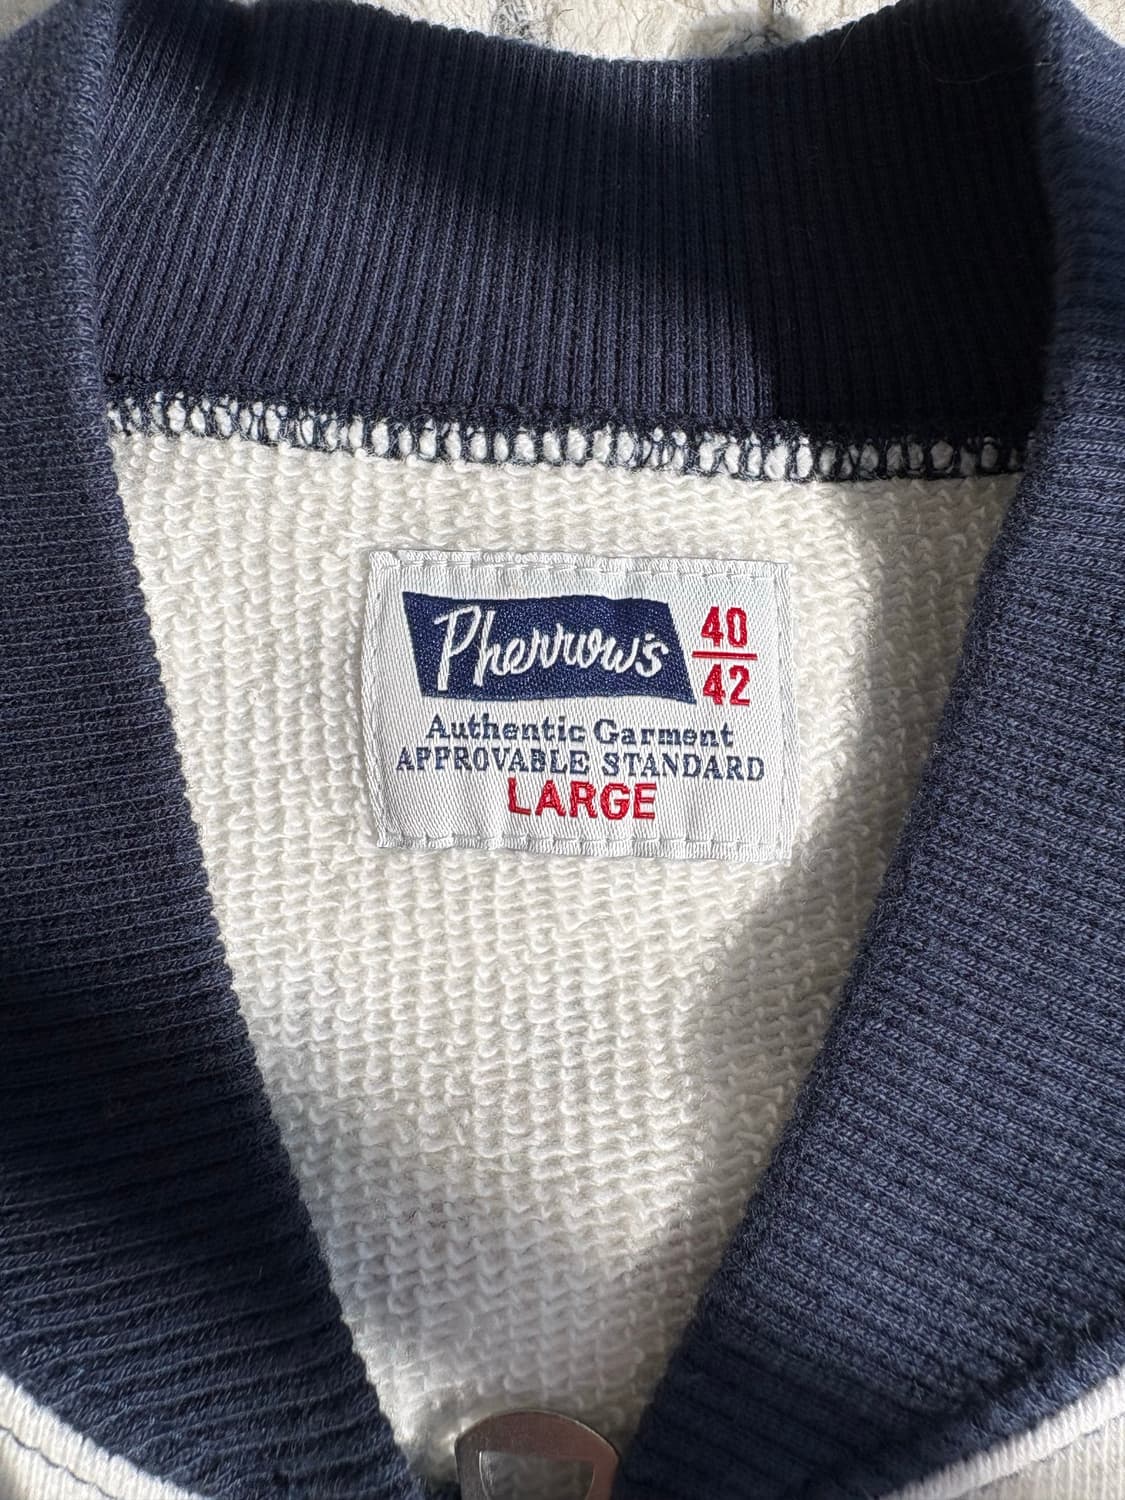 Pherrow's
40
42
Authentic Garment
APPROVABLE STANDARD
LARGE